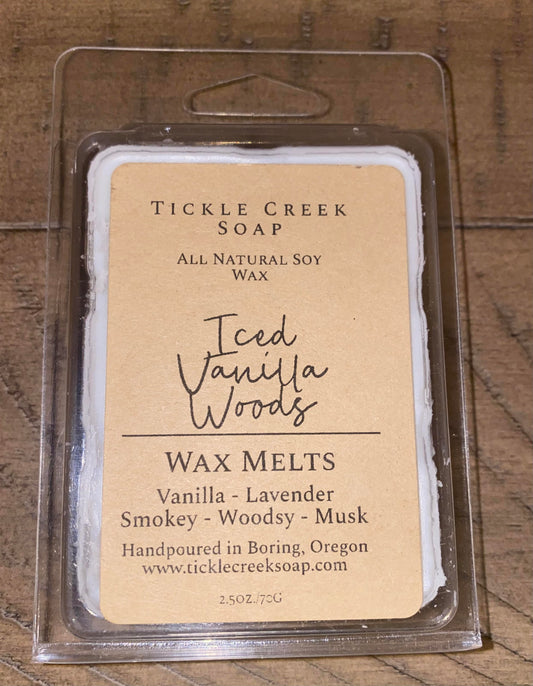 TICKLE CREEK
SOAP
ALL NATURAL SOY
WAX
Iced
Vanilla
Woods
WAX MELTS
Vanilla - Lavender
Smokey - Woodsy - Musk
Handpoured in Boring, Oregon
www.ticklecreeksoap.com
2.5OZ./70G